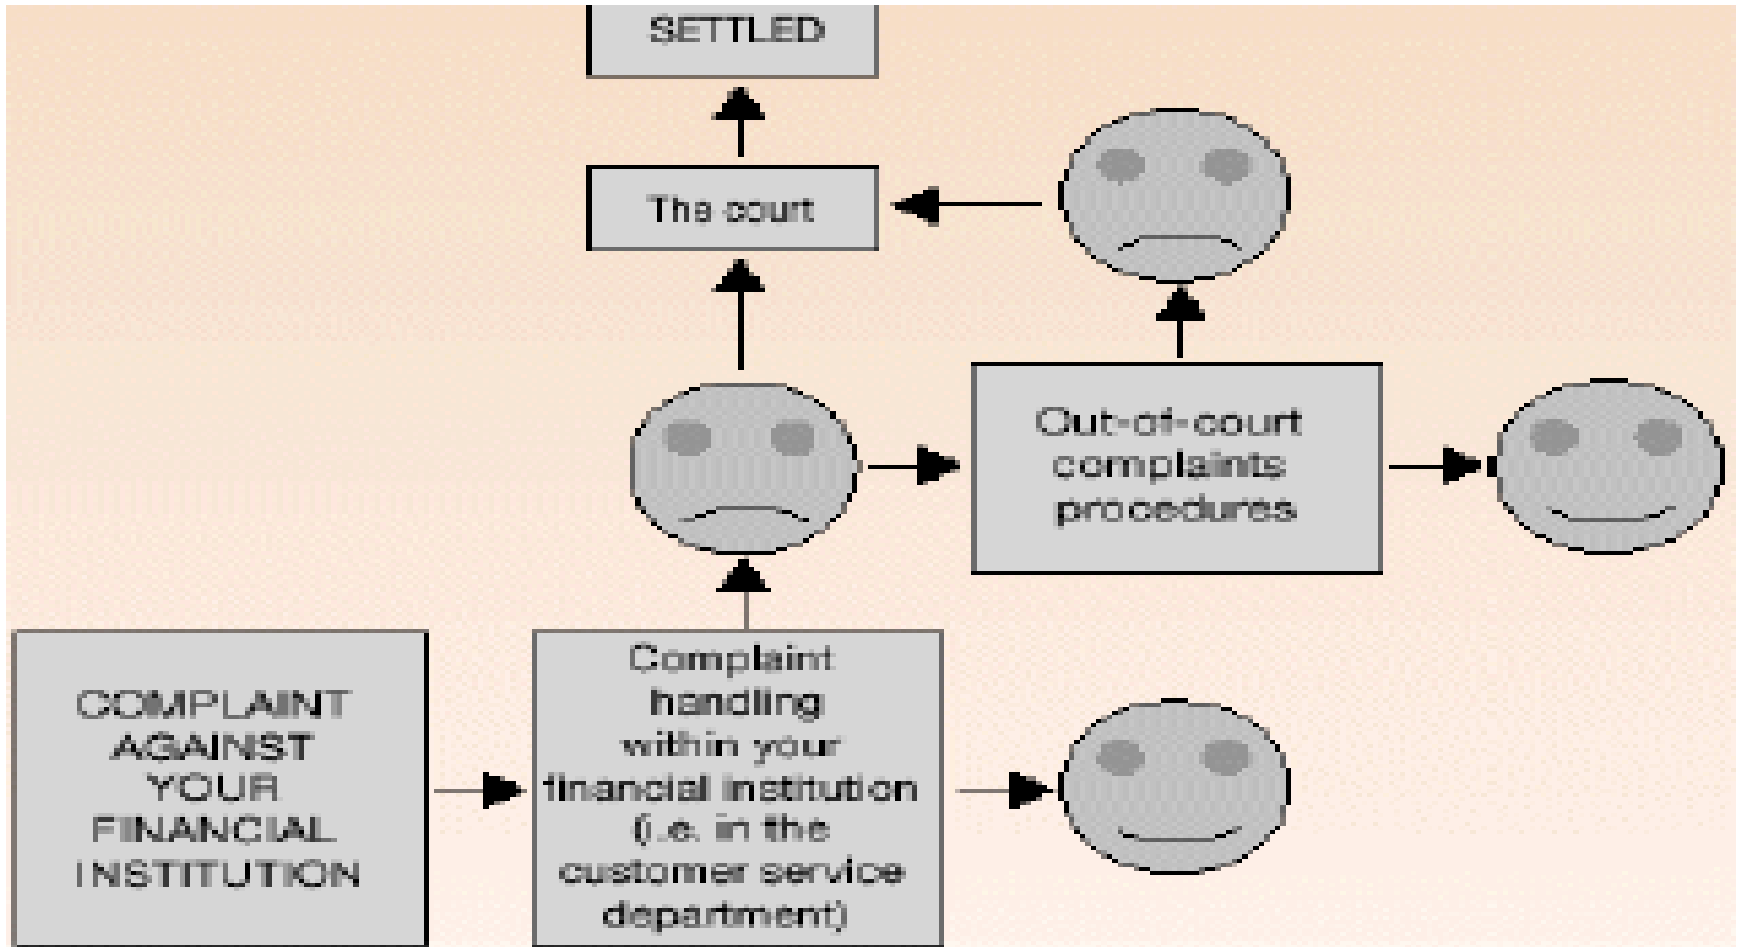 SETTLED
The court
Out-of-court
complaints
procedures
COMPLAINT
AGAINST
YOUR
FINANCIAL
INSTITUTION
Complaint
handling
within your
financial institution
(i.e. in the
customer service
department)